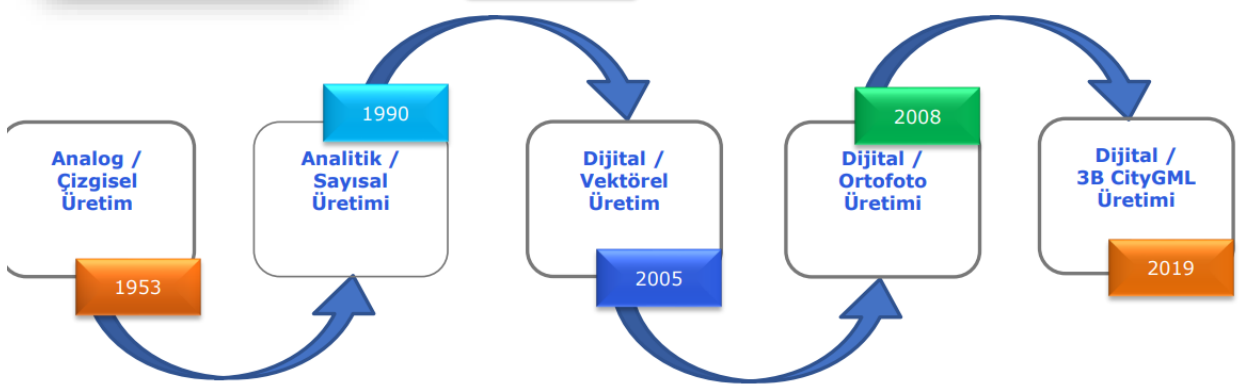 Analog /
Çizgisel
Üretim
1953
1990
Analitik /
Sayısal
Üretimi
Dijital /
Vektörel
Üretim
2005
2008
Dijital /
Ortofoto
Üretimi
Dijital /
3B CityGML
Üretimi
2019